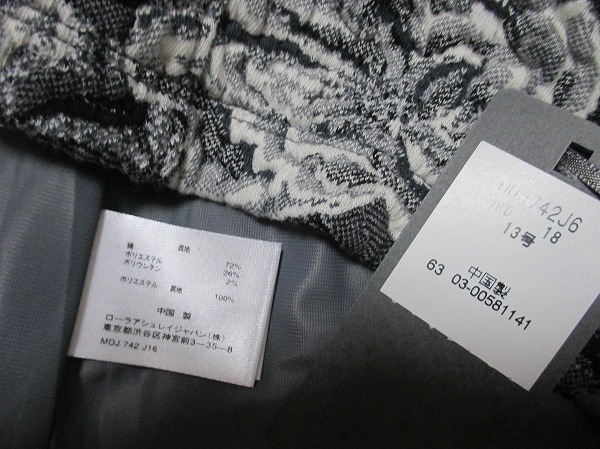 表地
綿 72%
ポリエステル 26%
ポリウレタン 2%
裏地
ポリエステル 100%
中国 製
ローラアシュレイジャパン(株)
東京都渋谷区神宮前3-35-8
MDJ 742 J16
742J6
18
13号
中国製
63 03-00581141